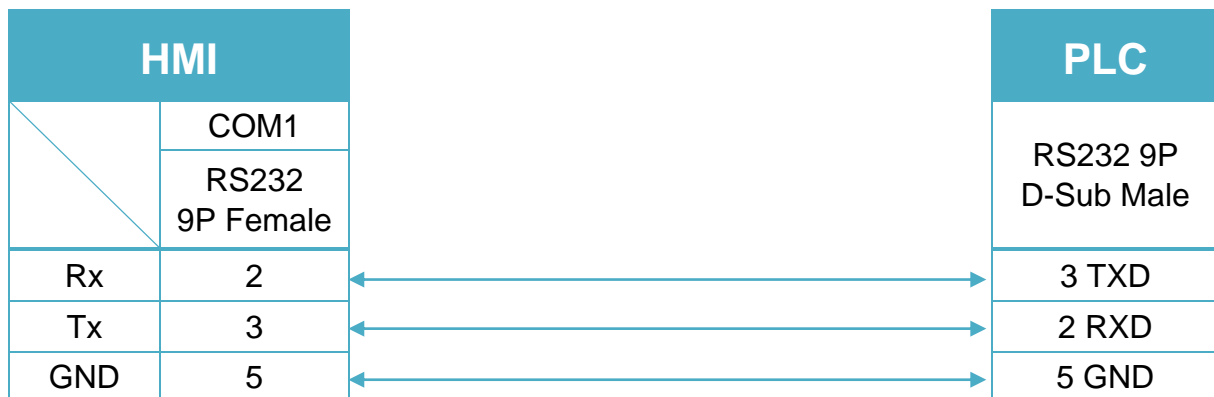 HMI
PLC
COM1
RS232
9P Female
RS232 9P
D-Sub Male
Rx 2 3 TXD
Tx 3 2 RXD
GND 5 5 GND